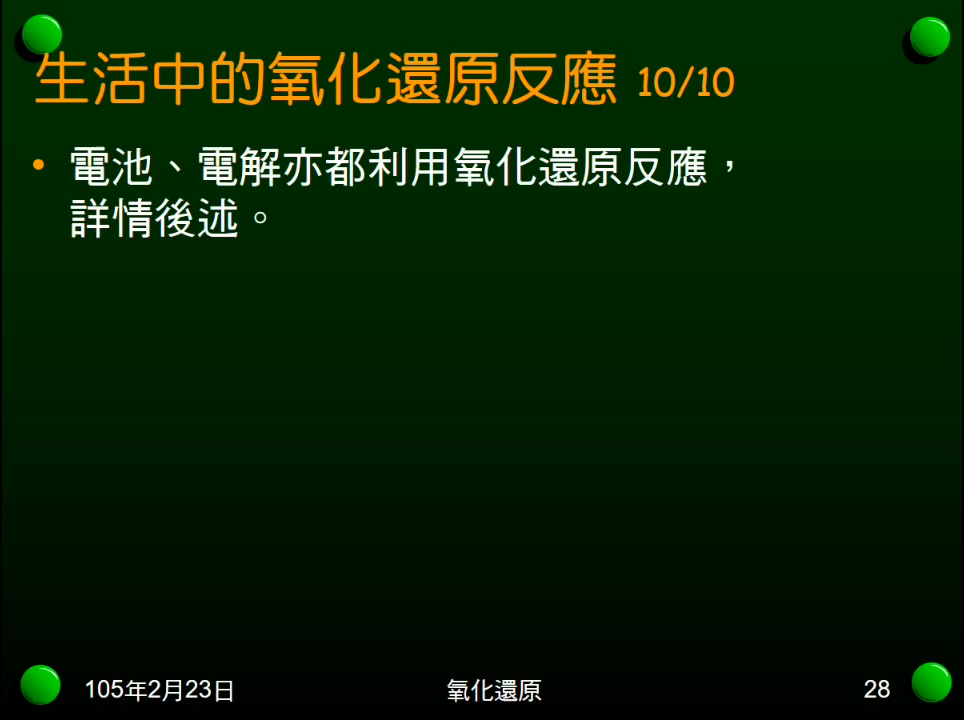 生活中的氧化還原反應 10/10
• 電池、電解亦都利用氧化還原反應，
詳情後述。
105年2月23日
氧化還原
28